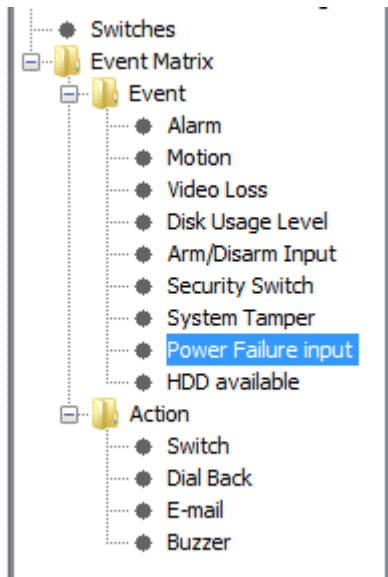 Switches
Event Matrix
Event
Alarm
Motion
Video Loss
Disk Usage Level
Arm/Disarm Input
Security Switch
System Tamper
Power Failure input
HDD available
Action
Switch
Dial Back
E-mail
Buzzer